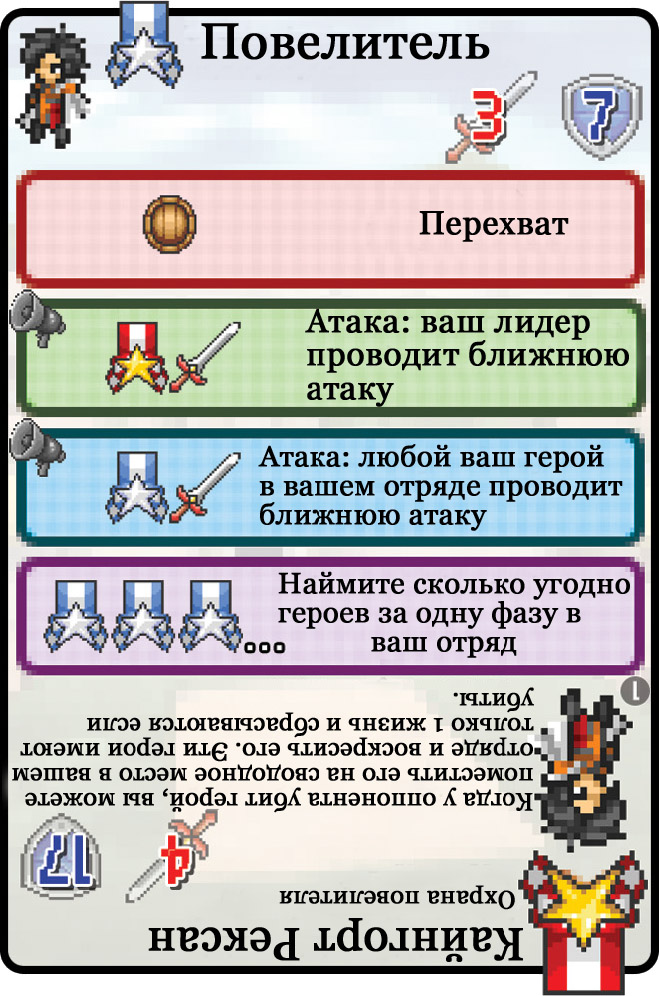 Повелитель
3
7
Перехват
Атака: ваш лидер
проводит ближнюю
атаку
Атака: любой ваш герой
в вашем отряде проводит
ближнюю атаку
Наймите сколько угодно
героев за одну фазу в
ваш отряд
...
1
Кайнгорт Рексан
Охрана повелителя
4
17
Когда у оппонента убит герой, вы можете
поместить его на свododное место в вашем
отряде и воскресить его. Эти герои имеют
только 1 жизнь и сбрасываются если
убиты.